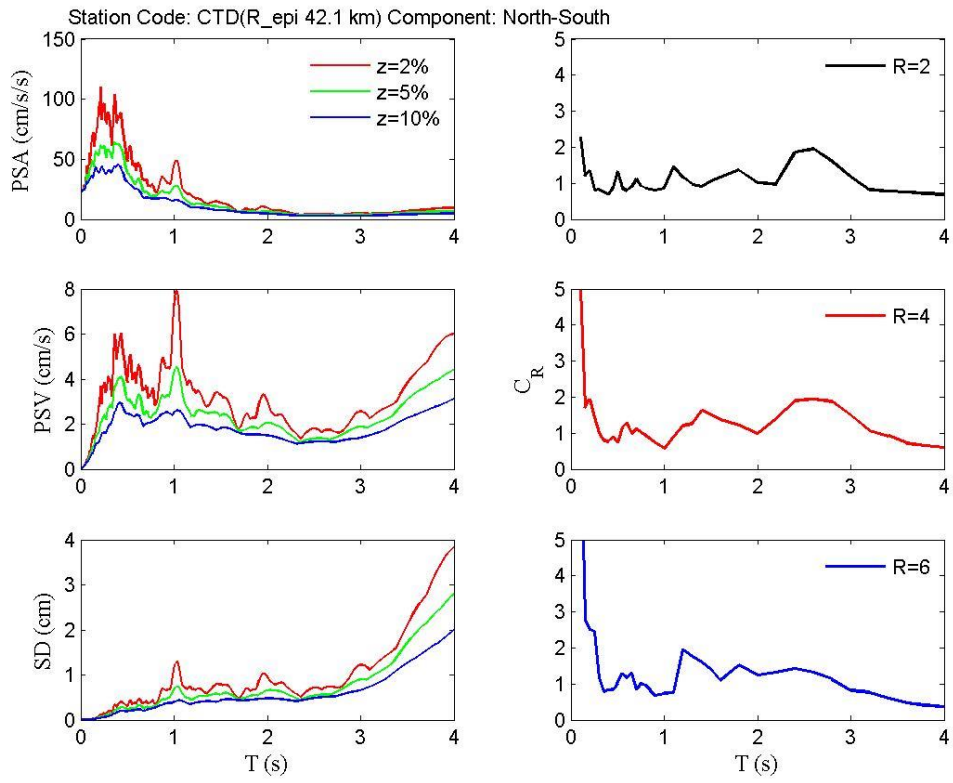 Station Code: CTD(R_epi 42.1 km) Component: North-South
PSA (cm/s/s)
150
100
50
0
z=2%
z=5%
z=10%
0 1 2 3 4
5
4
3
2
1
0
R=2
0 1 2 3 4
PSV (cm/s)
8
6
4
2
0
0 1 2 3 4
C_R
5
4
3
2
1
0
R=4
0 1 2 3 4
SD (cm)
4
3
2
1
0
0 1 2 3 4
T (s)
5
4
3
2
1
0
R=6
0 1 2 3 4
T (s)